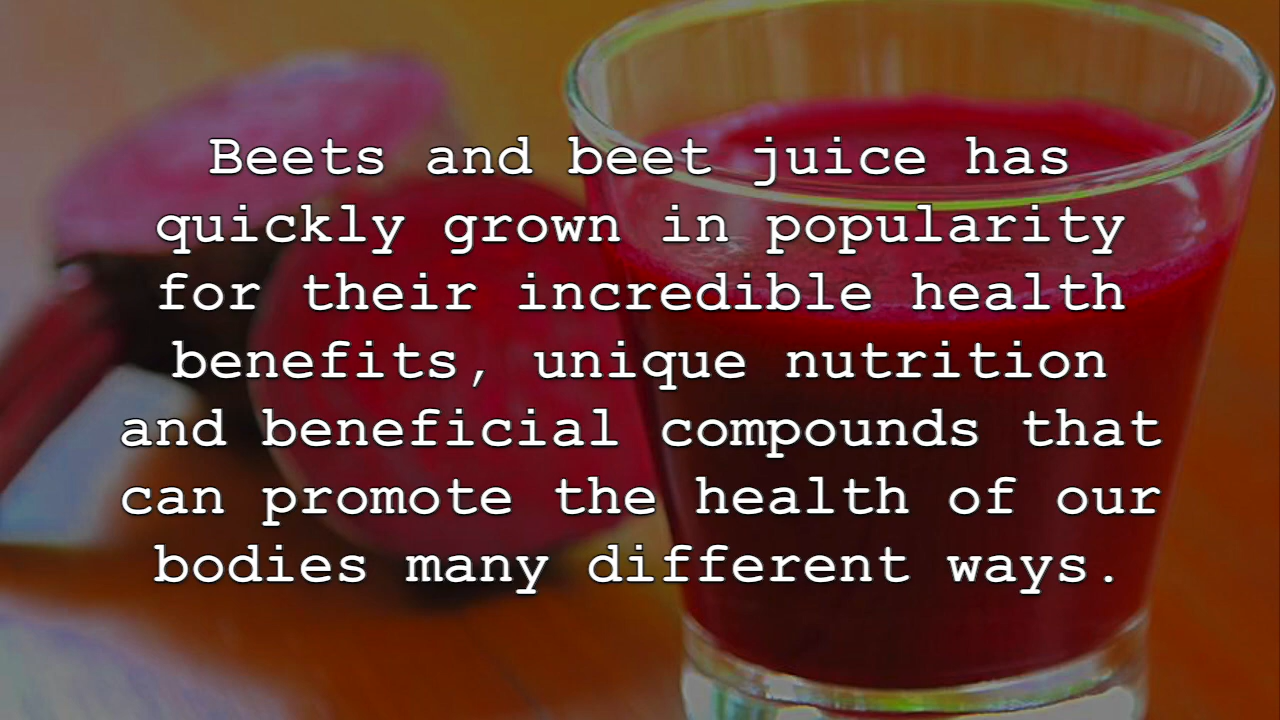 Beets and beet juice has
quickly grown in popularity
for their incredible health
benefits, unique nutrition
and beneficial compounds that
can promote the health of our
bodies many different ways.